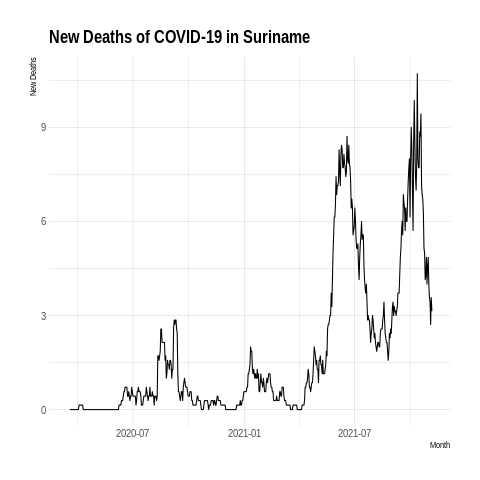 New Deaths of COVID-19 in Suriname
New Deaths
9
6
3
0
2020-07
2021-01
2021-07
Month